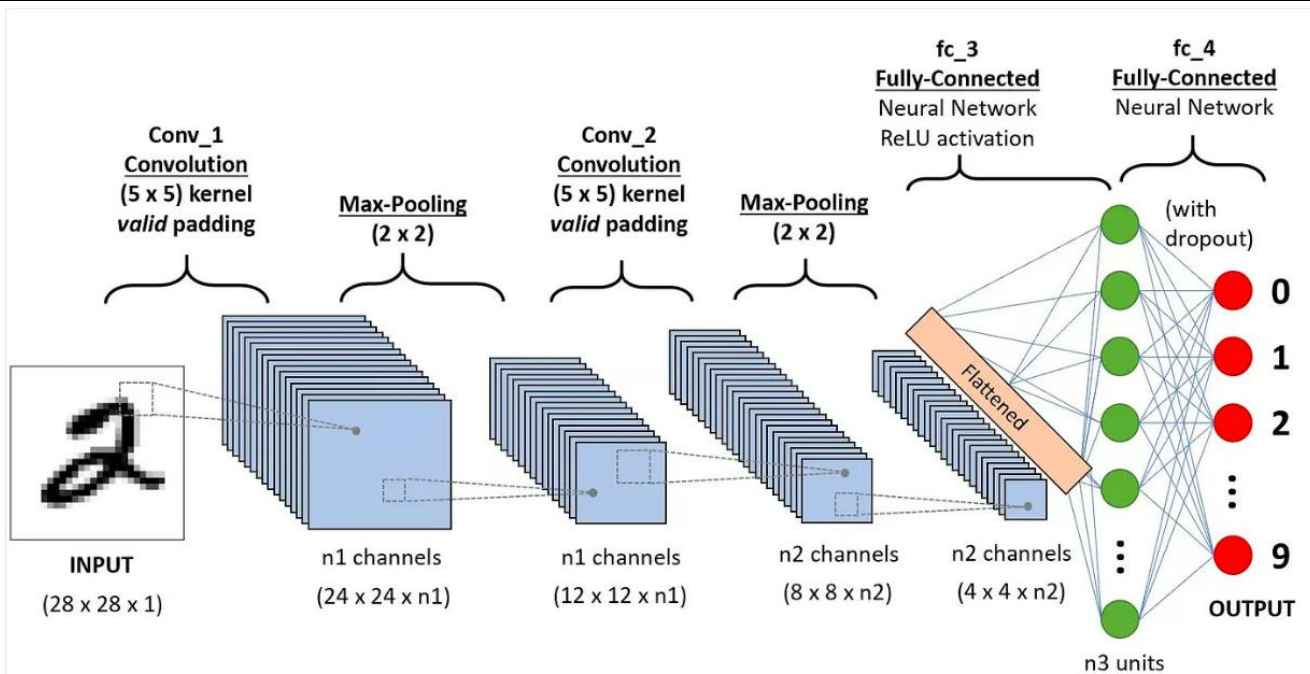 Conv_1
Convolution
(5 x 5) kernel
valid padding
Max-Pooling
(2 x 2)
Conv_2
Convolution
(5 x 5) kernel
valid padding
Max-Pooling
(2 x 2)
fc_3
Fully-Connected
Neural Network
ReLU activation
fc_4
Fully-Connected
Neural Network
(with
dropout)
Flattened
0
1
2
9
OUTPUT
2
INPUT
(28 x 28 x 1)
n1 channels
(24 x 24 x n1)
n1 channels
(12 x 12 x n1)
n2 channels
(8 x 8 x n2)
n2 channels
(4 x 4 x n2)
n3 units